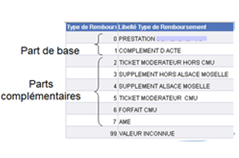 Type de Rembours Libellé Type de Remboursement
0 PRESTATION
Part de base
1 COMPLEMENT D ACTE
2 TICKET MODERATEUR HORS CMU
3 SUPPLEMENT HORS ALSACE MOSELLE
Parts
complémentaires
4 SUPPLEMENT ALSACE MOSELLE
5 TICKET MODERATEUR CMU
6 FORFAIT CMU
7 AME
99 VALEUR INCONNUE